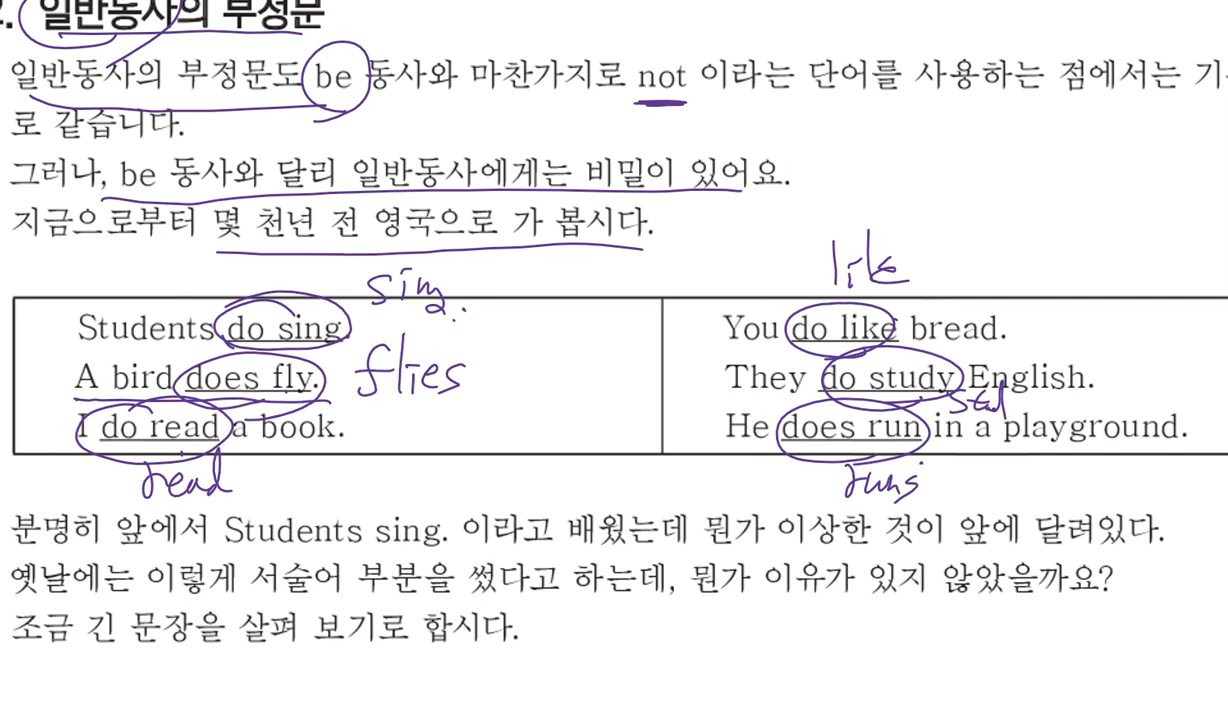 2. 일반동사의 부정문
일반동사의 부정문도 be 동사와 마찬가지로 not 이라는 단어를 사용하는 점에서는
로 같습니다.
그러나, be 동사와 달리 일반동사에게는 비밀이 있어요.
지금으로부터 몇 천년 전 영국으로 가 봅시다.
like
sing
Students do sing.
You do like bread.
A bird does fly. flies
They do study English.
I do read a book.
He does run in a playground.
read
runs
분명히 앞에서 Students sing. 이라고 배웠는데 뭔가 이상한 것이 앞에 달려있다.
옛날에는 이렇게 서술어 부분을 썼다고 하는데, 뭔가 이유가 있지 않았을까요?
조금 긴 문장을 살펴 보기로 합시다.